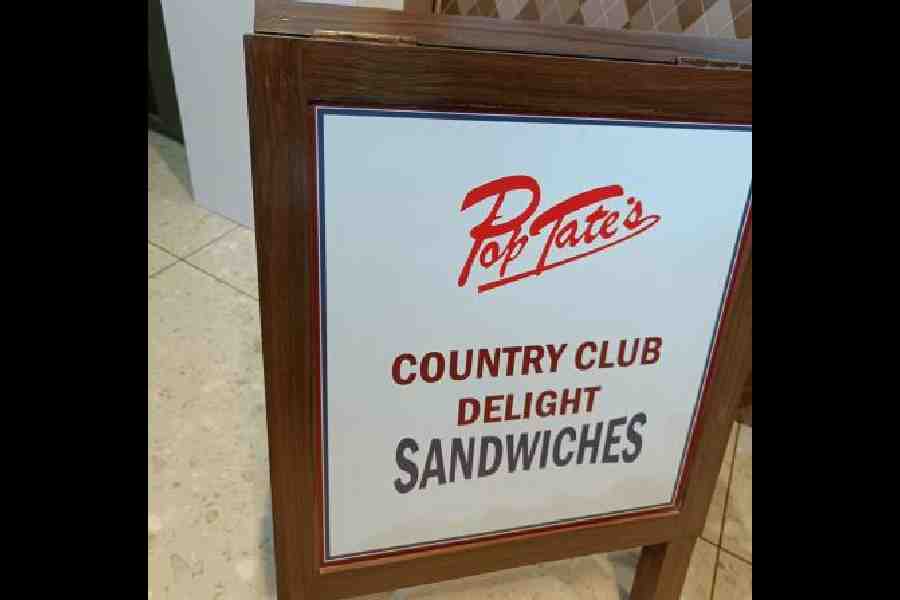 Pop Tate's
COUNTRY CLUB
DELIGHT
SANDWICHES